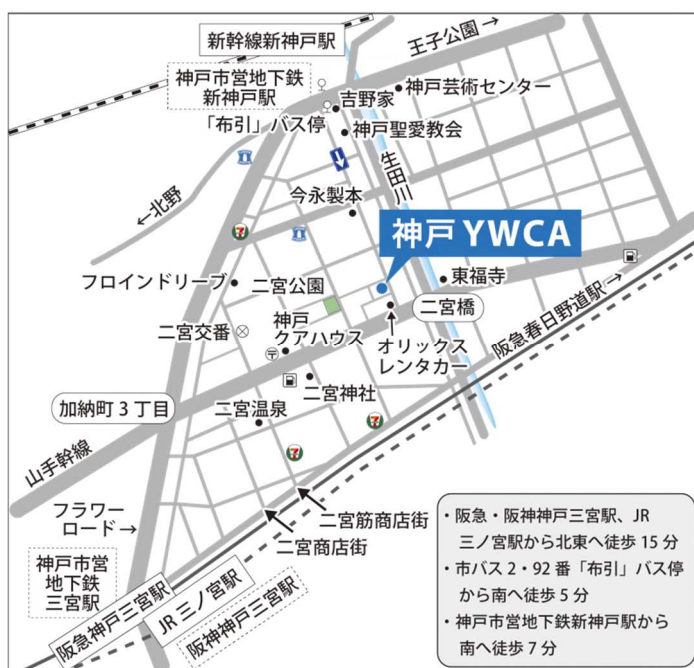 新幹線新神戸駅
王子公園→
神戸市営地下鉄
新神戸駅
神戸芸術センター
吉野家
「布引」バス停
神戸聖愛教会
生田川
←北野
今永製本
7
神戸 YWCA
フロインドリーブ
二宮公園
東福寺
二宮橋
阪急春日野道駅→
二宮交番
神戸
クアハウス
オリックス
レンタカー
二宮神社
加納町3丁目
二宮温泉
7
7
山手幹線
フラワー
ロード→
二宮筋商店街
二宮商店街
神戸市営
地下鉄
三宮駅
阪急神戸三宮駅
JR 三ノ宮駅
阪神神戸三宮駅
・阪急・阪神神戸三宮駅、JR
三ノ宮駅から北東へ徒歩 15 分
・市バス 2・92 番「布引」バス停
から南へ徒歩 5 分
・神戸市営地下鉄新神戸駅から
南へ徒歩 7 分